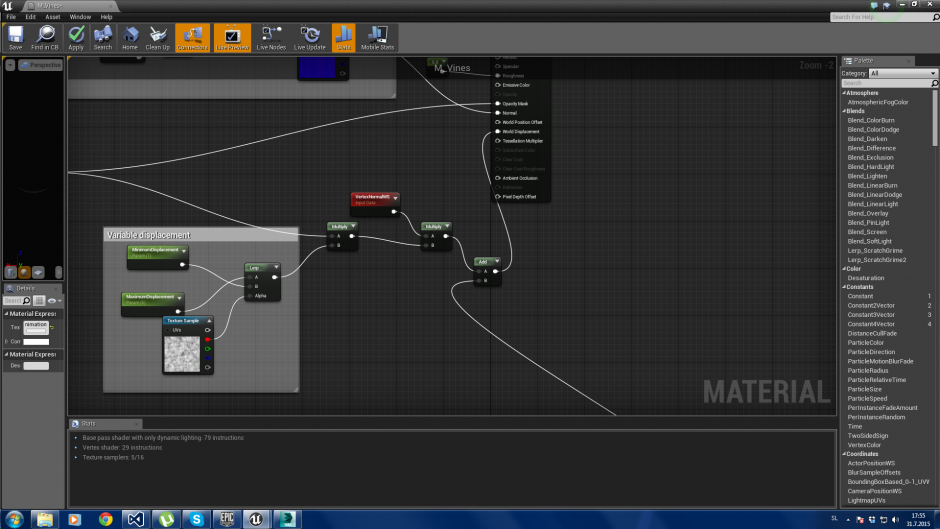 M_Vines*
File Edit Asset Window Help
Search For Help
Save
Find in CB
Apply
Search
Home
Clean Up
Connectors
Live Preview
Live Nodes
Live Update
Stats
Mobile Stats
Perspective
M_Vines
Zoom -2
Specular
Roughness
Emissive Color
Opacity
Opacity Mask
Normal
World Position Offset
World Displacement
Tessellation Multiplier
Subsurface Color
Clear Coat
Clear Coat Roughness
Ambient Occlusion
Refraction
Pixel Depth Offset
VertexNormalWS
Input Data
Multiply
A
B
Multiply
A
B
Add
A
B
Variable displacement
MinimumDisplacement
MaximumDisplacement
Lerp
A
B
Alpha
Texture Sample
UVs
MATERIAL
Details
Search
Material Expres
Tex
Material Expres
Des
Stats
Base pass shader with only dynamic lighting: 79 instructions
Vertex shader: 29 instructions
Texture samplers: 5/16
Palette
Category: All
Search
Atmosphere
AtmosphericFogColor
Blends
Blend_ColorBurn
Blend_ColorDodge
Blend_Darken
Blend_Difference
Blend_Exclusion
Blend_HardLight
Blend_Lighten
Blend_LinearBurn
Blend_LinearDodge
Blend_LinearLight
Blend_Overlay
Blend_PinLight
Blend_Screen
Blend_SoftLight
Lerp_ScratchGrime
Lerp_ScratchGrime2
Color
Desaturation
Constants
Constant 1
Constant2Vector 2
Constant3Vector 3
Constant4Vector 4
DistanceCullFade
ParticleColor
ParticleDirection
ParticleMotionBlurFade
ParticleRadius
ParticleRelativeTime
ParticleSize
ParticleSpeed
PerInstanceFadeAmount
PerInstanceRandom
Time
TwoSidedSign
VertexColor
Coordinates
ActorPositionWS
BlurSampleOffsets
BoundingBoxBased_0-1_UVW
CameraPositionWS
LightmapUVs
SL
17:55
31.7.2015